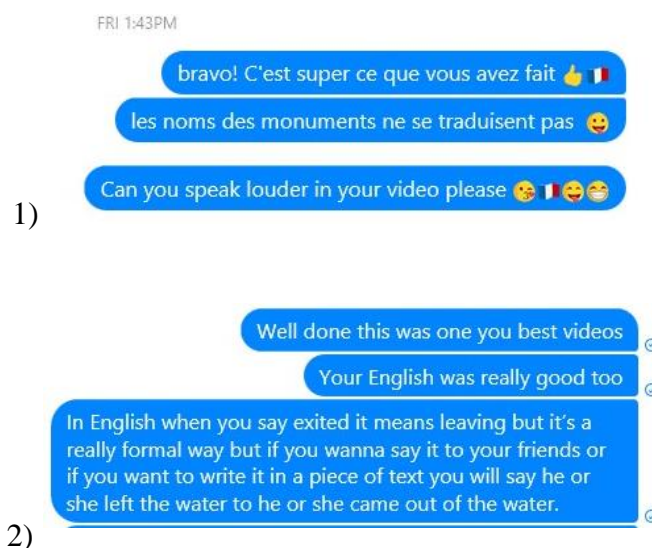 FRI 1:43PM
bravo! C'est super ce que vous avez fait 👍🇫🇷
les noms des monuments ne se traduisent pas 😛
Can you speak louder in your video please 😘🇫🇷😝😁
1)
Well done this was one you best videos
Your English was really good too
In English when you say exited it means leaving but it's a
really formal way but if you wanna say it to your friends or
if you want to write it in a piece of text you will say he or
she left the water to he or she came out of the water.
2)